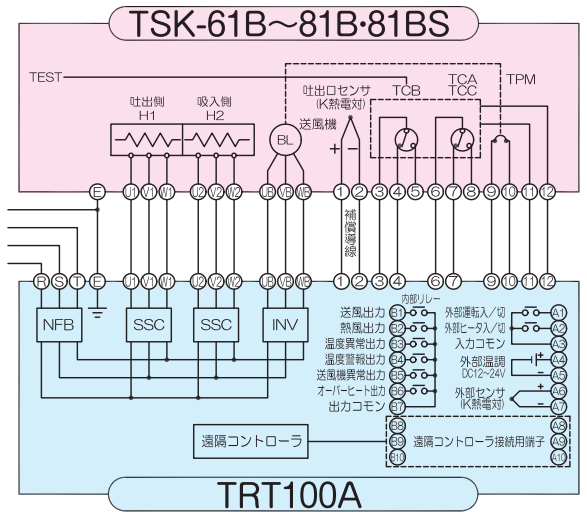 TSK-61B～81B・81BS
TEST
吐出側
H1
吸入側
H2
吐出口センサ
(K熱電対)
送風機
BL
TCB
TCA
TCC
TPM
+ −
E U1 V1 W1 U2 V2 W2 UB VB WB 1 2 3 4 5 6 7 8 9 10 11 12
補償導線
R S T E U1 V1 W1 U2 V2 W2 UB VB WB 1 2 3 4 6 7 9 10 11 12
NFB
SSC
SSC
INV
内部リレー
送風出力 B1
熱風出力 B2
温度異常出力 B3
温度警報出力 B4
送風機異常出力 B5
オーバーヒート出力 B6
出力コモン B7
B8
B9
B10
外部運転入／切 A1
外部ヒータ入／切 A2
入力コモン A3
外部温調 + A4
DC12〜24V − A5
外部センサ + A6
(K熱電対) − A7
A8
A9
A10
遠隔コントローラ
遠隔コントローラ接続用端子
TRT100A